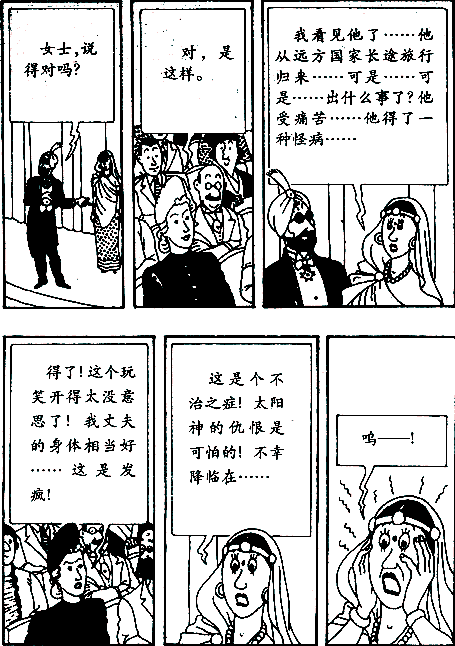 女士,说
得对吗?
对，是
这样。
我看见他了……他
从远方国家长途旅行
归来……可是……可
是……出什么事了?他
受痛苦……他得了一
种怪病……
得了!这个玩
笑开得太没意
思了!我丈夫
的身体相当好
……这是发
疯!
这是个不
治之症!太阳
神的仇恨是
可怕的!不幸
降临在……
呜——!